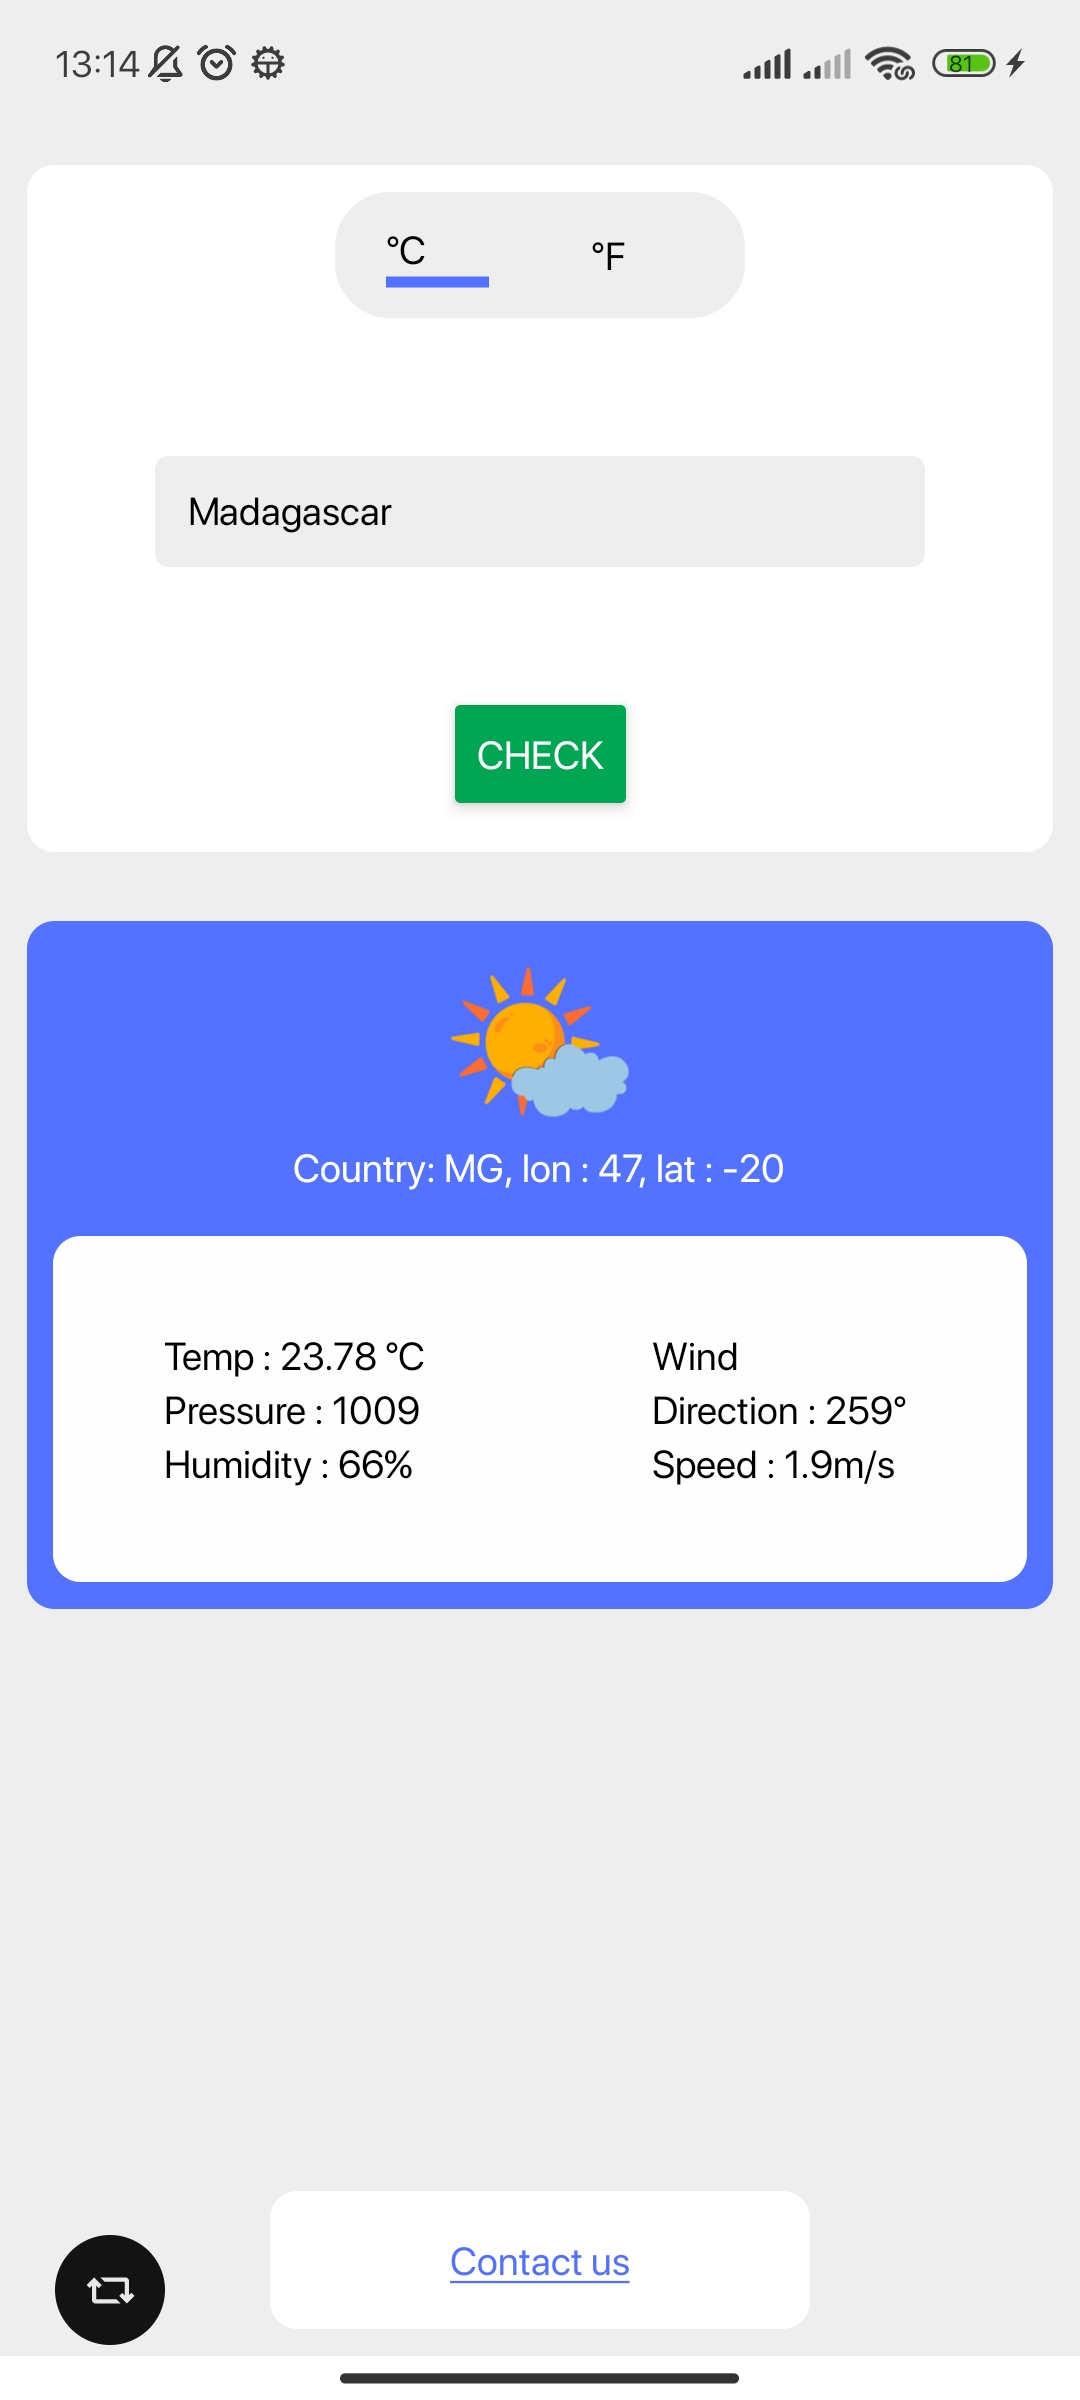 13:14
81
°C
°F
Madagascar
CHECK
Country: MG, lon : 47, lat : -20
Temp : 23.78 °C
Pressure : 1009
Humidity : 66%
Wind
Direction : 259°
Speed : 1.9m/s
Contact us